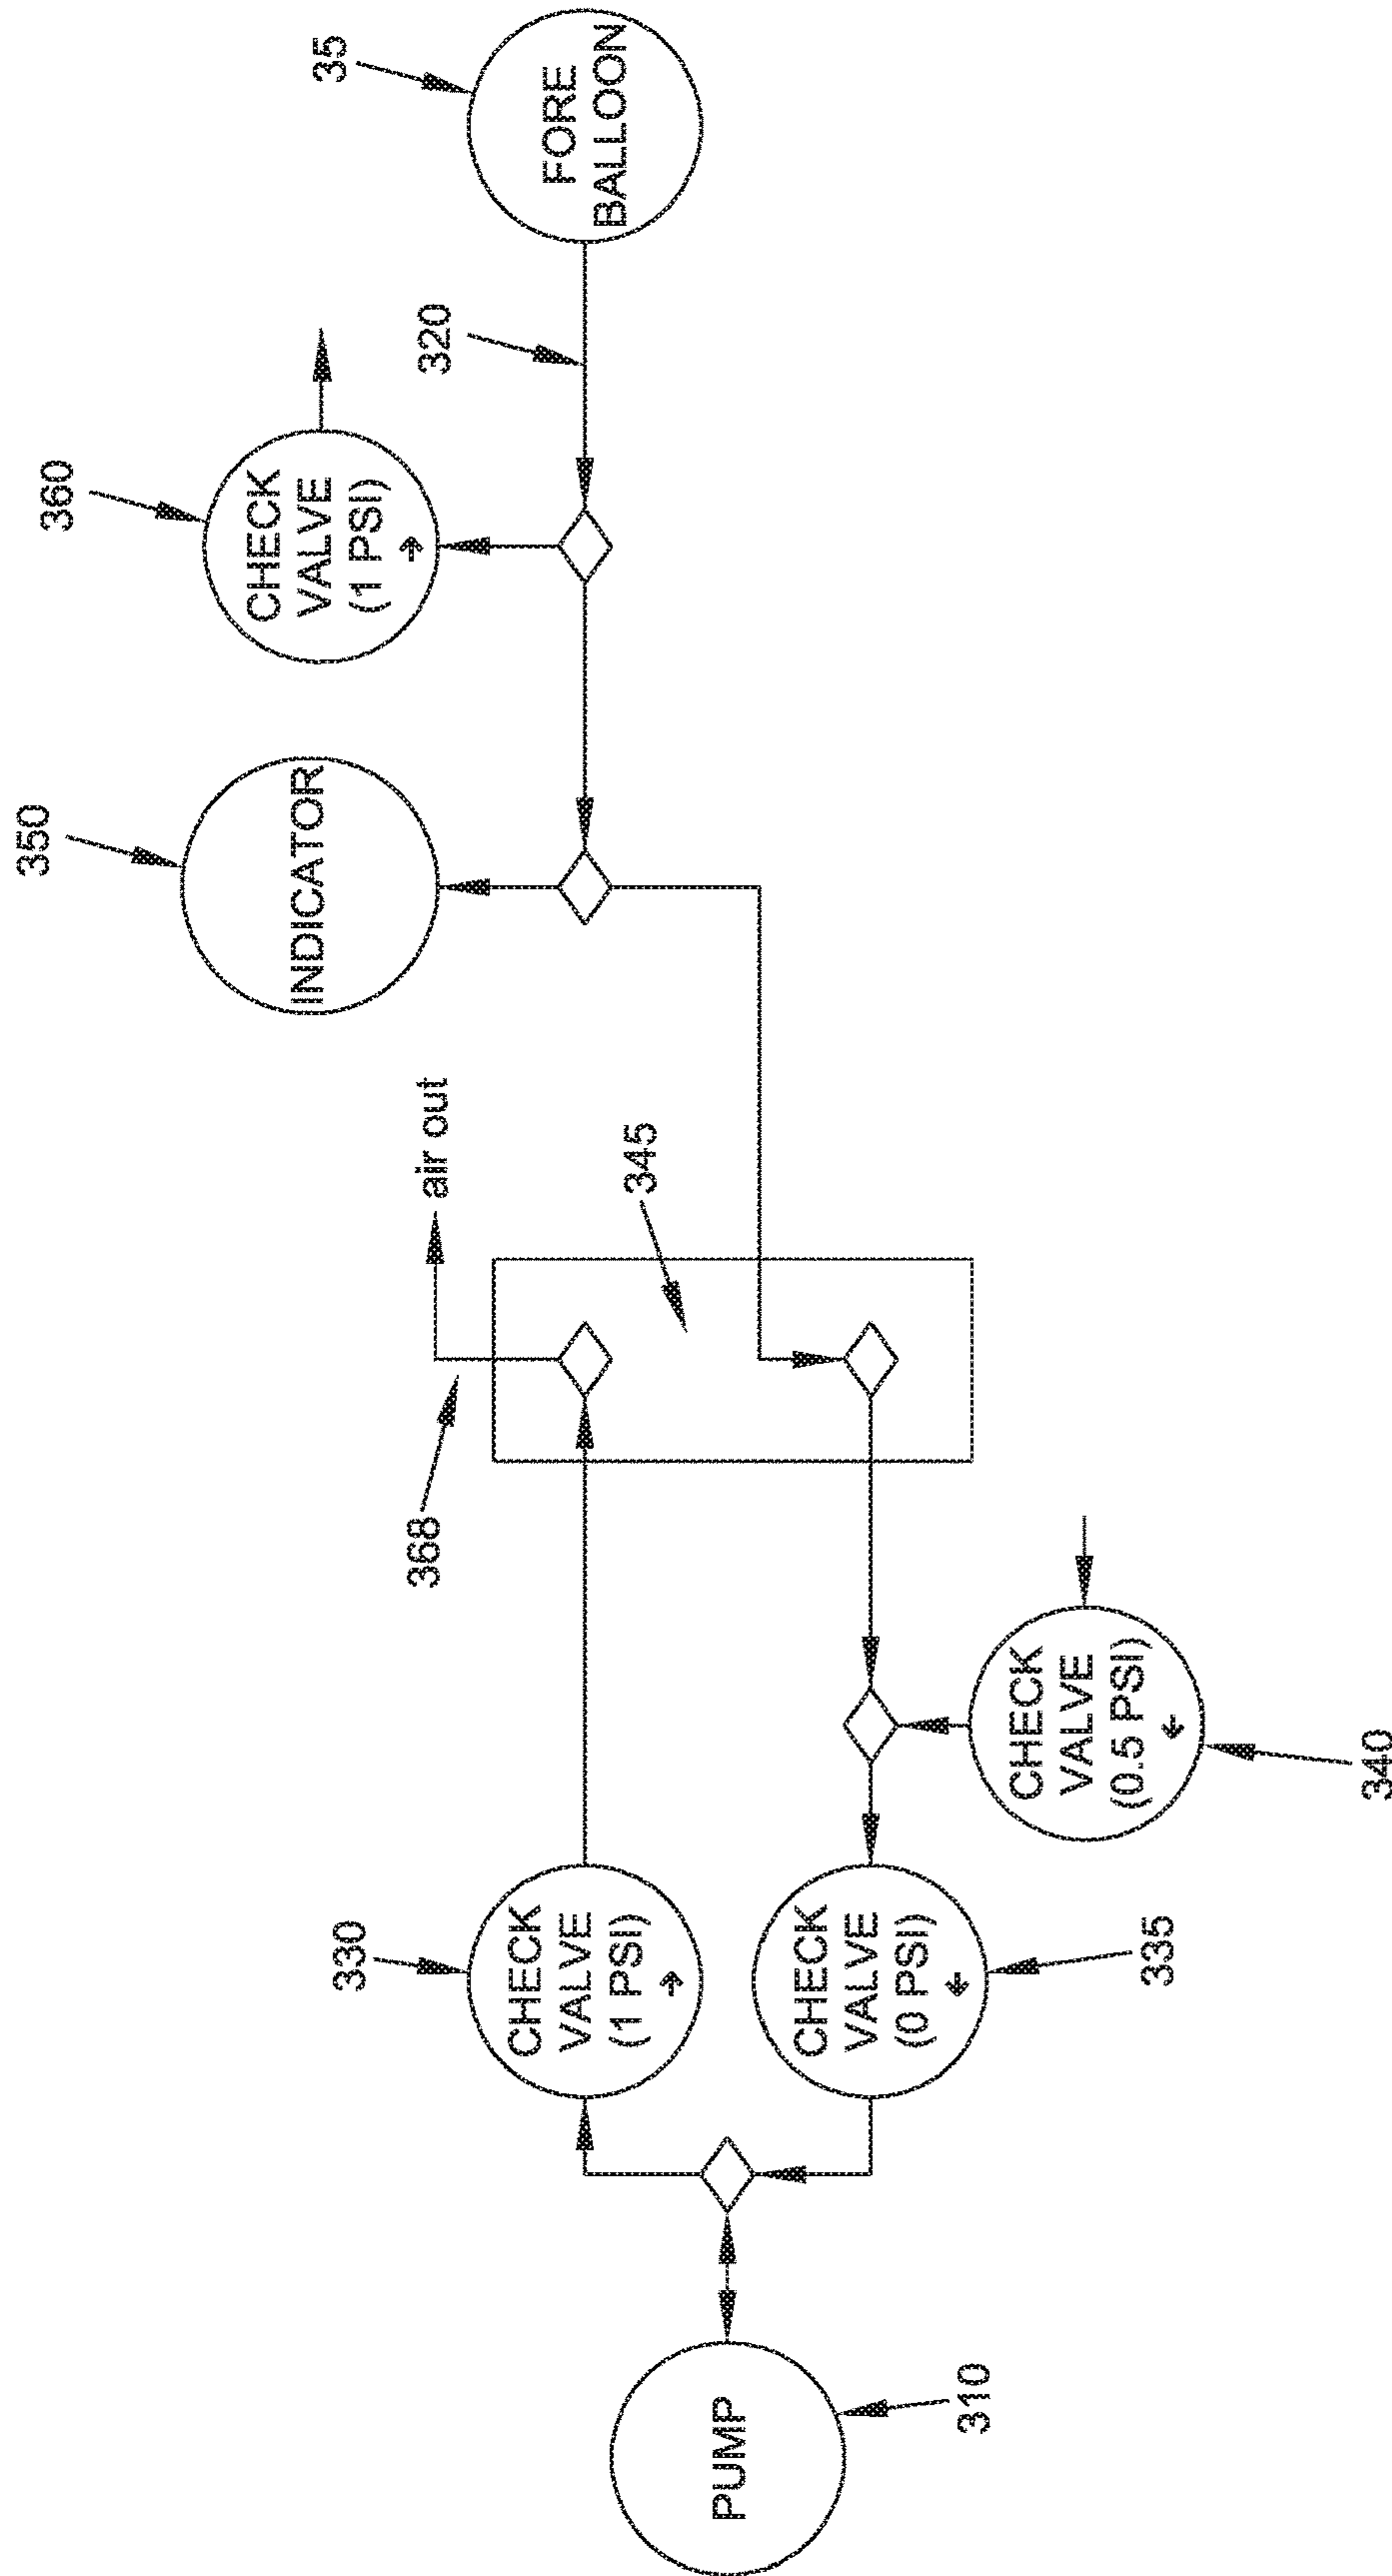 PUMP
310
330
CHECK
VALVE
(1 PSI)
→
CHECK
VALVE
(0 PSI)
←
335
CHECK
VALVE
(0.5 PSI)
←
340
368
air out
345
350
INDICATOR
360
CHECK
VALVE
(1 PSI)
→
320
35
FORE
BALLOON